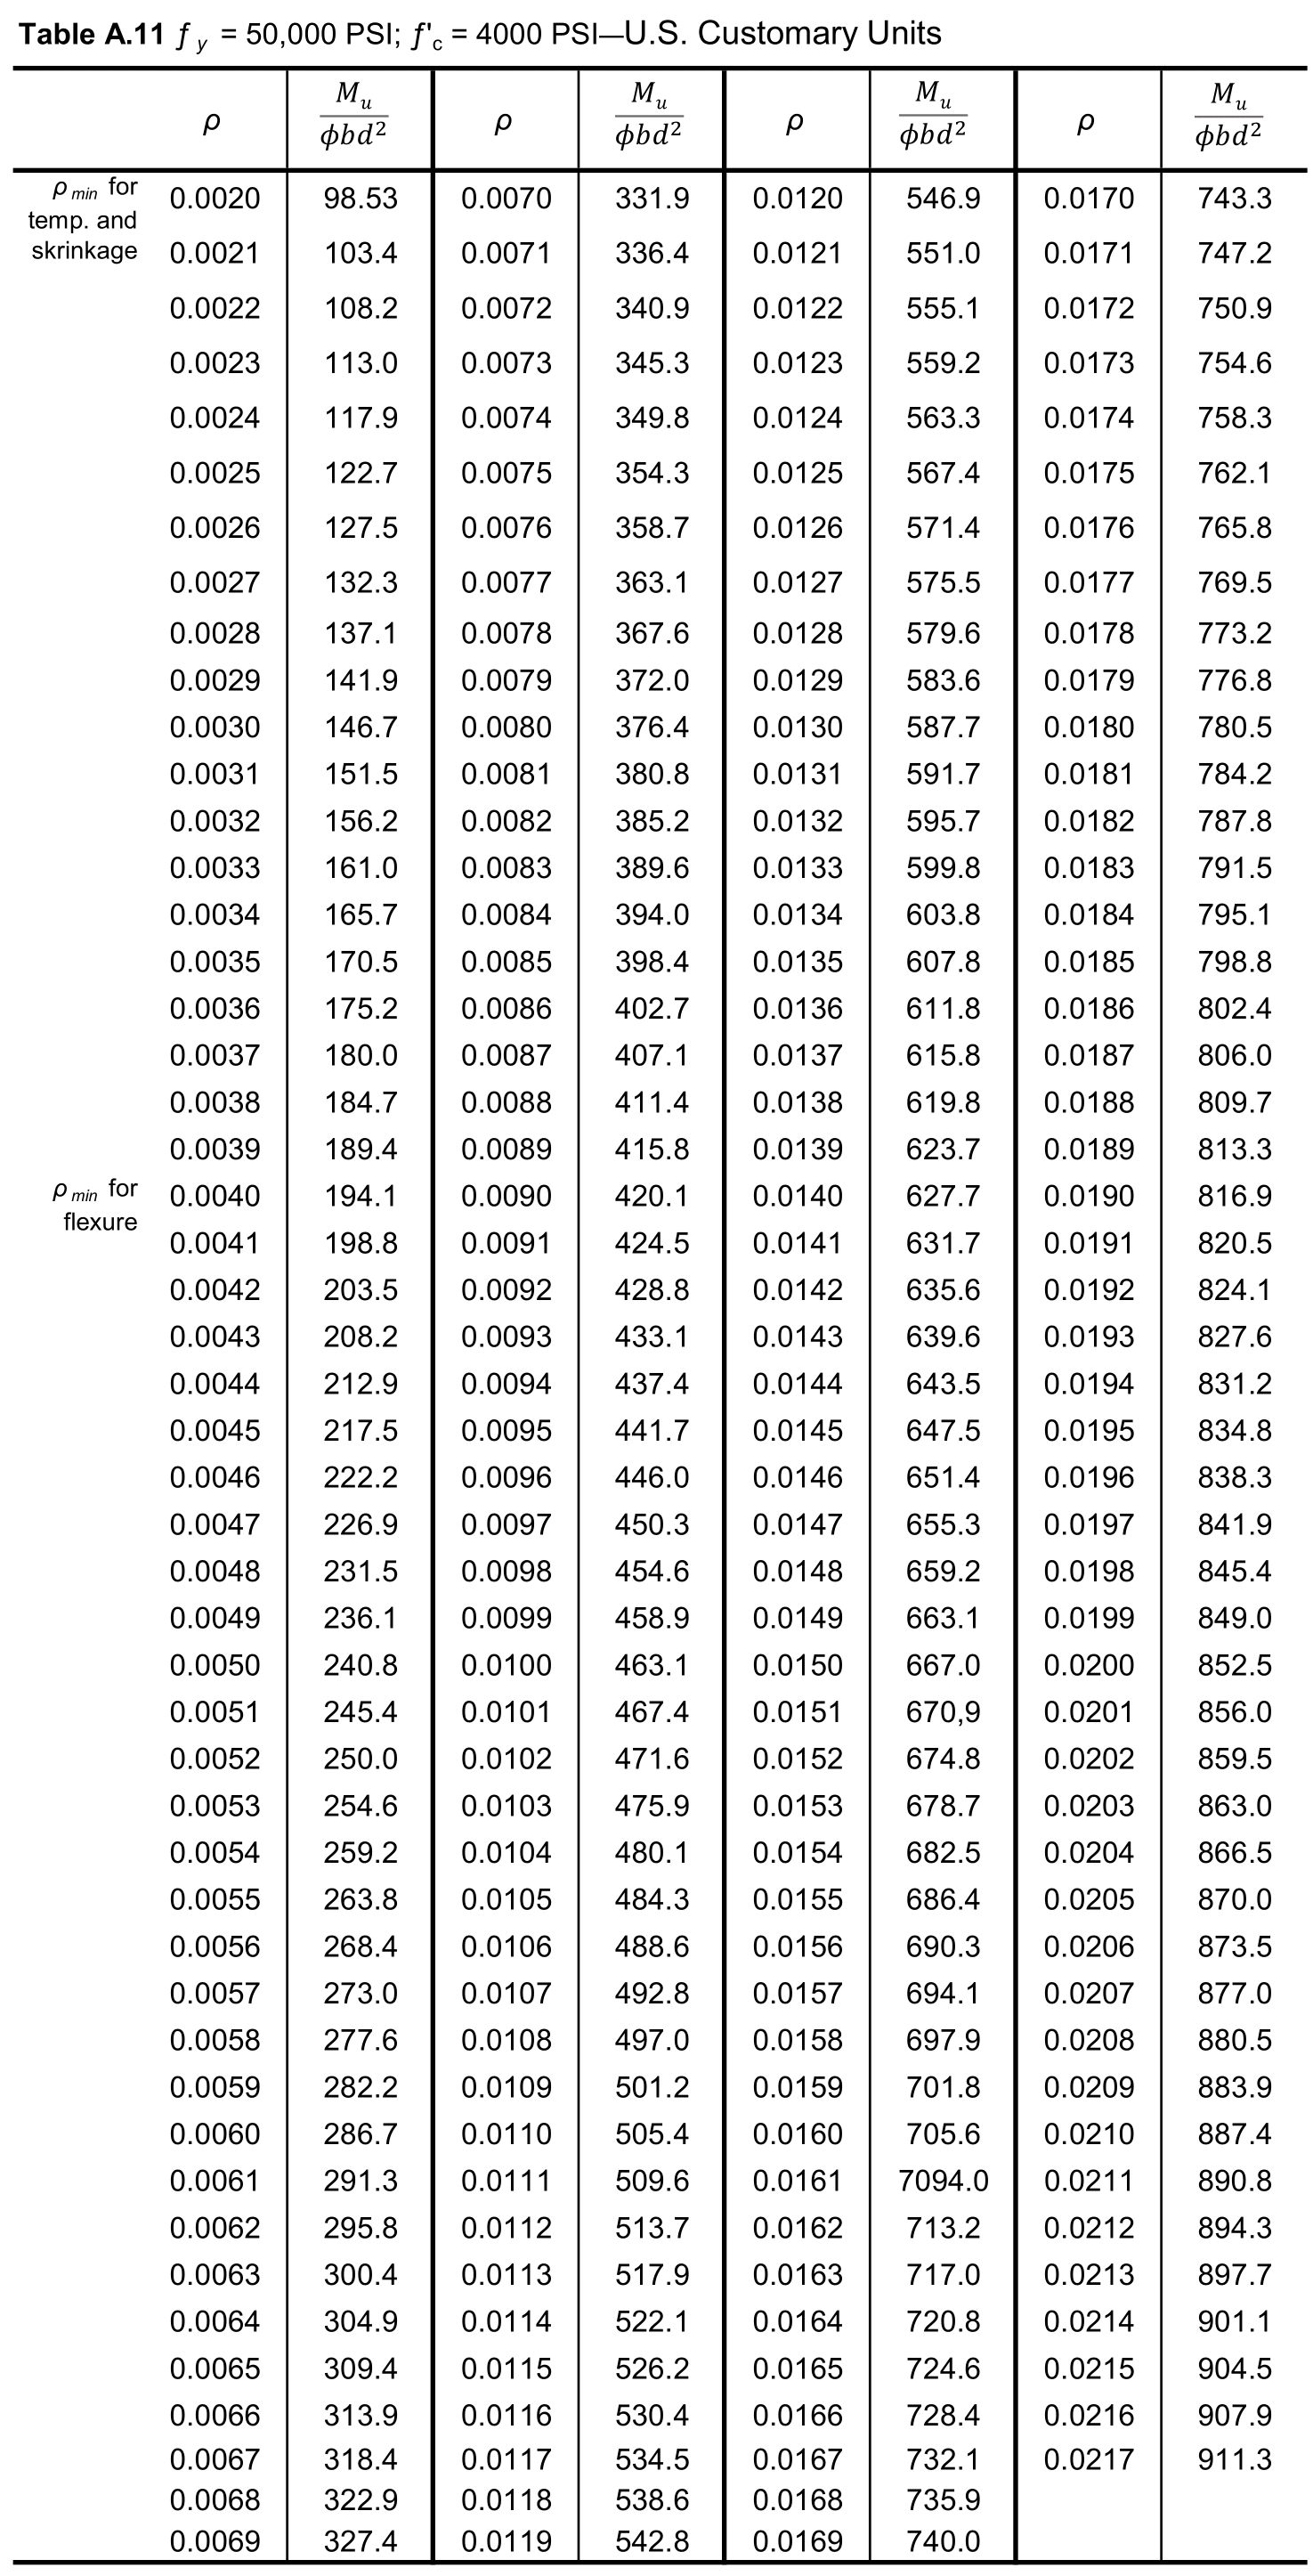 Table A.11 f y = 50,000 PSI; f'c = 4000 PSI—U.S. Customary Units
ρ Mu/ϕbd² ρ Mu/ϕbd² ρ Mu/ϕbd² ρ Mu/ϕbd²
ρ min for 0.0020 98.53 0.0070 331.9 0.0120 546.9 0.0170 743.3
temp. and
skrinkage 0.0021 103.4 0.0071 336.4 0.0121 551.0 0.0171 747.2
0.0022 108.2 0.0072 340.9 0.0122 555.1 0.0172 750.9
0.0023 113.0 0.0073 345.3 0.0123 559.2 0.0173 754.6
0.0024 117.9 0.0074 349.8 0.0124 563.3 0.0174 758.3
0.0025 122.7 0.0075 354.3 0.0125 567.4 0.0175 762.1
0.0026 127.5 0.0076 358.7 0.0126 571.4 0.0176 765.8
0.0027 132.3 0.0077 363.1 0.0127 575.5 0.0177 769.5
0.0028 137.1 0.0078 367.6 0.0128 579.6 0.0178 773.2
0.0029 141.9 0.0079 372.0 0.0129 583.6 0.0179 776.8
0.0030 146.7 0.0080 376.4 0.0130 587.7 0.0180 780.5
0.0031 151.5 0.0081 380.8 0.0131 591.7 0.0181 784.2
0.0032 156.2 0.0082 385.2 0.0132 595.7 0.0182 787.8
0.0033 161.0 0.0083 389.6 0.0133 599.8 0.0183 791.5
0.0034 165.7 0.0084 394.0 0.0134 603.8 0.0184 795.1
0.0035 170.5 0.0085 398.4 0.0135 607.8 0.0185 798.8
0.0036 175.2 0.0086 402.7 0.0136 611.8 0.0186 802.4
0.0037 180.0 0.0087 407.1 0.0137 615.8 0.0187 806.0
0.0038 184.7 0.0088 411.4 0.0138 619.8 0.0188 809.7
0.0039 189.4 0.0089 415.8 0.0139 623.7 0.0189 813.3
ρ min for 0.0040 194.1 0.0090 420.1 0.0140 627.7 0.0190 816.9
flexure 0.0041 198.8 0.0091 424.5 0.0141 631.7 0.0191 820.5
0.0042 203.5 0.0092 428.8 0.0142 635.6 0.0192 824.1
0.0043 208.2 0.0093 433.1 0.0143 639.6 0.0193 827.6
0.0044 212.9 0.0094 437.4 0.0144 643.5 0.0194 831.2
0.0045 217.5 0.0095 441.7 0.0145 647.5 0.0195 834.8
0.0046 222.2 0.0096 446.0 0.0146 651.4 0.0196 838.3
0.0047 226.9 0.0097 450.3 0.0147 655.3 0.0197 841.9
0.0048 231.5 0.0098 454.6 0.0148 659.2 0.0198 845.4
0.0049 236.1 0.0099 458.9 0.0149 663.1 0.0199 849.0
0.0050 240.8 0.0100 463.1 0.0150 667.0 0.0200 852.5
0.0051 245.4 0.0101 467.4 0.0151 670,9 0.0201 856.0
0.0052 250.0 0.0102 471.6 0.0152 674.8 0.0202 859.5
0.0053 254.6 0.0103 475.9 0.0153 678.7 0.0203 863.0
0.0054 259.2 0.0104 480.1 0.0154 682.5 0.0204 866.5
0.0055 263.8 0.0105 484.3 0.0155 686.4 0.0205 870.0
0.0056 268.4 0.0106 488.6 0.0156 690.3 0.0206 873.5
0.0057 273.0 0.0107 492.8 0.0157 694.1 0.0207 877.0
0.0058 277.6 0.0108 497.0 0.0158 697.9 0.0208 880.5
0.0059 282.2 0.0109 501.2 0.0159 701.8 0.0209 883.9
0.0060 286.7 0.0110 505.4 0.0160 705.6 0.0210 887.4
0.0061 291.3 0.0111 509.6 0.0161 7094.0 0.0211 890.8
0.0062 295.8 0.0112 513.7 0.0162 713.2 0.0212 894.3
0.0063 300.4 0.0113 517.9 0.0163 717.0 0.0213 897.7
0.0064 304.9 0.0114 522.1 0.0164 720.8 0.0214 901.1
0.0065 309.4 0.0115 526.2 0.0165 724.6 0.0215 904.5
0.0066 313.9 0.0116 530.4 0.0166 728.4 0.0216 907.9
0.0067 318.4 0.0117 534.5 0.0167 732.1 0.0217 911.3
0.0068 322.9 0.0118 538.6 0.0168 735.9
0.0069 327.4 0.0119 542.8 0.0169 740.0